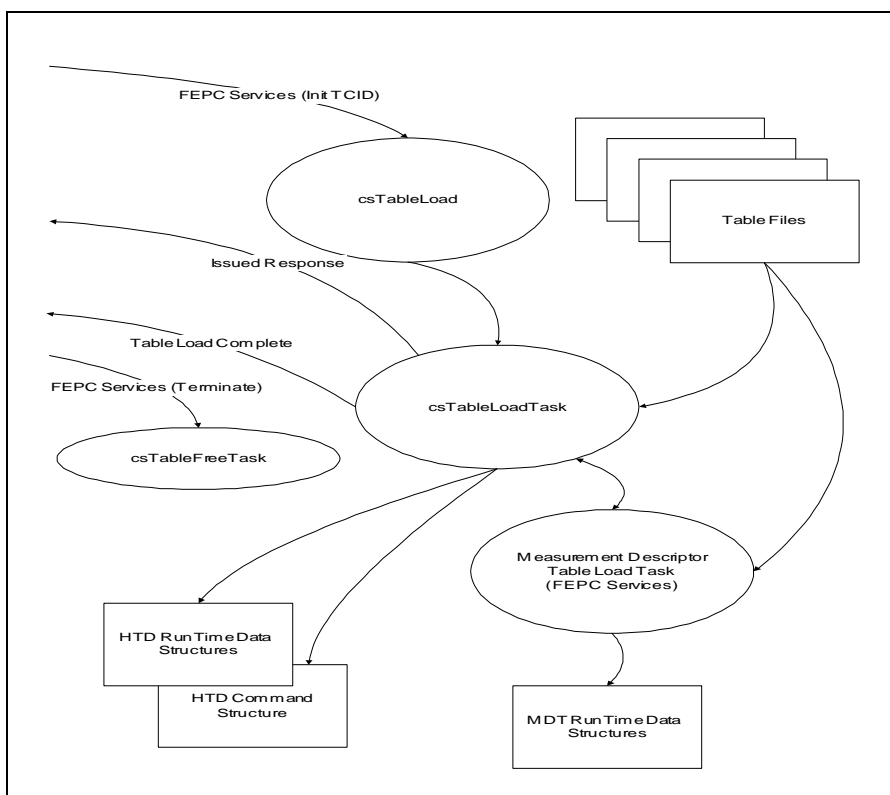 FEPC Services (Init TCID)
csTableLoad
Table Files
Issued Response
Table Load Complete
FEPC Services (Terminate)
csTableLoadTask
csTableFreeTask
Measurement Descriptor
Table Load Task
(FEPC Services)
HTD Run Time Data
Structures
HTD Command
Structure
MDT Run Time Data
Structures